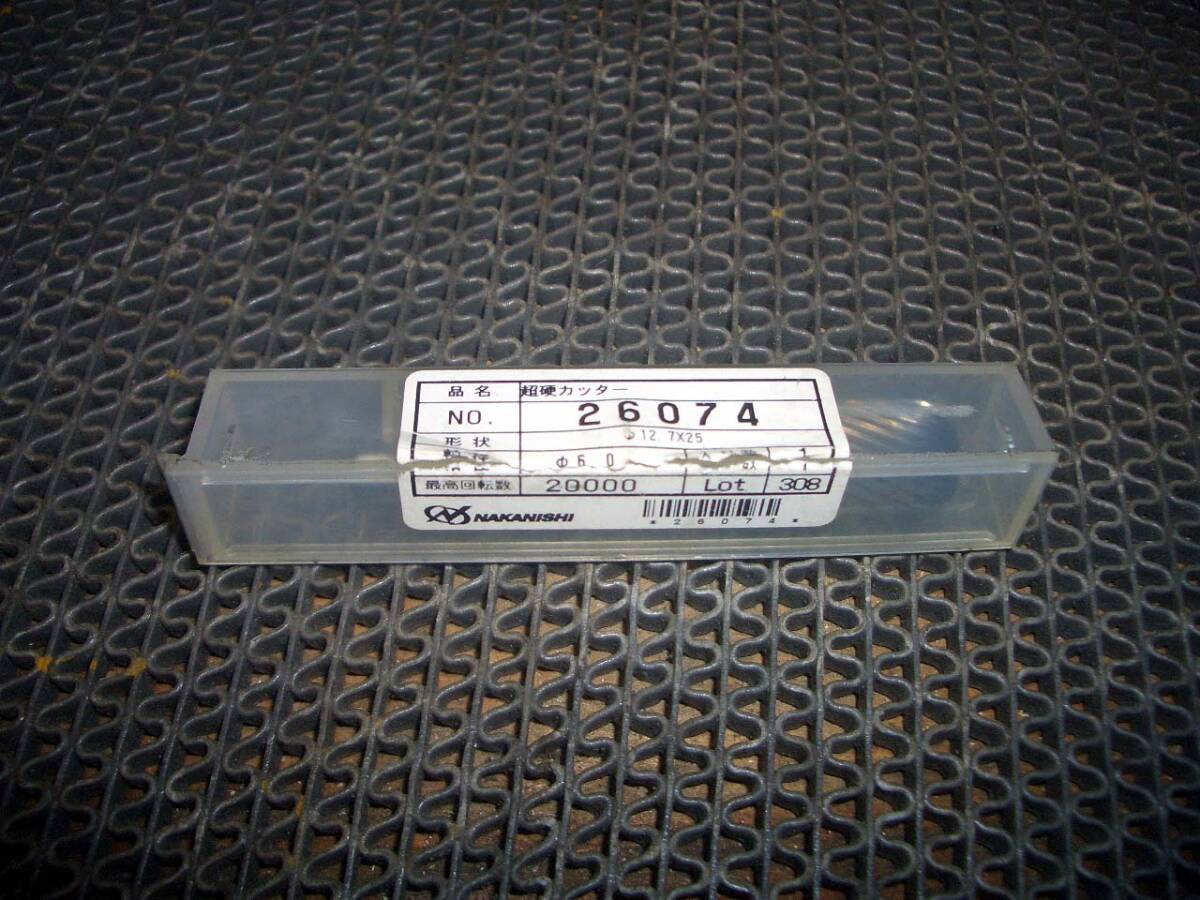 品名 超硬カッター
NO. 26074
形状 φ12.7X25
φ6.0 1
最高回転数 20000 Lot 308
NAKANISHI
*26074*